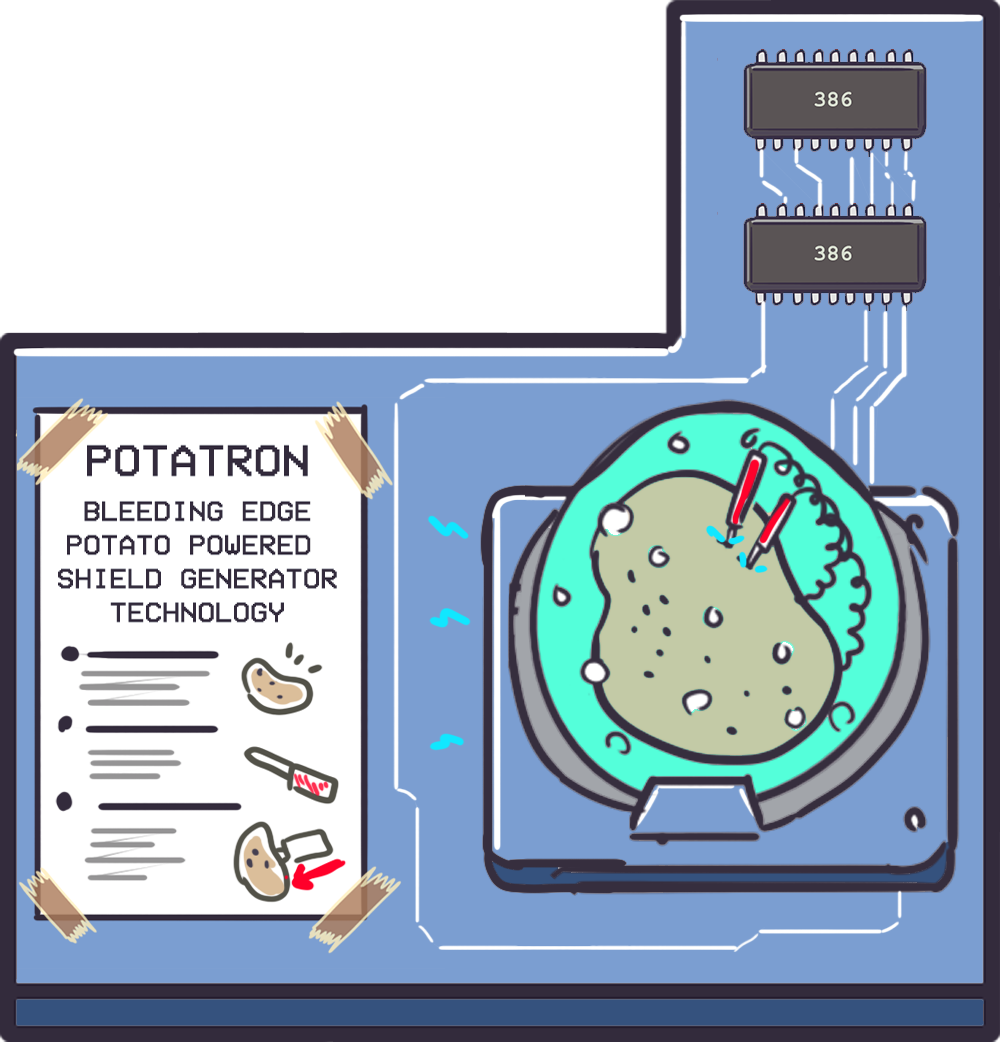 386
386
POTATRON
BLEEDING EDGE
POTATO POWERED
SHIELD GENERATOR
TECHNOLOGY